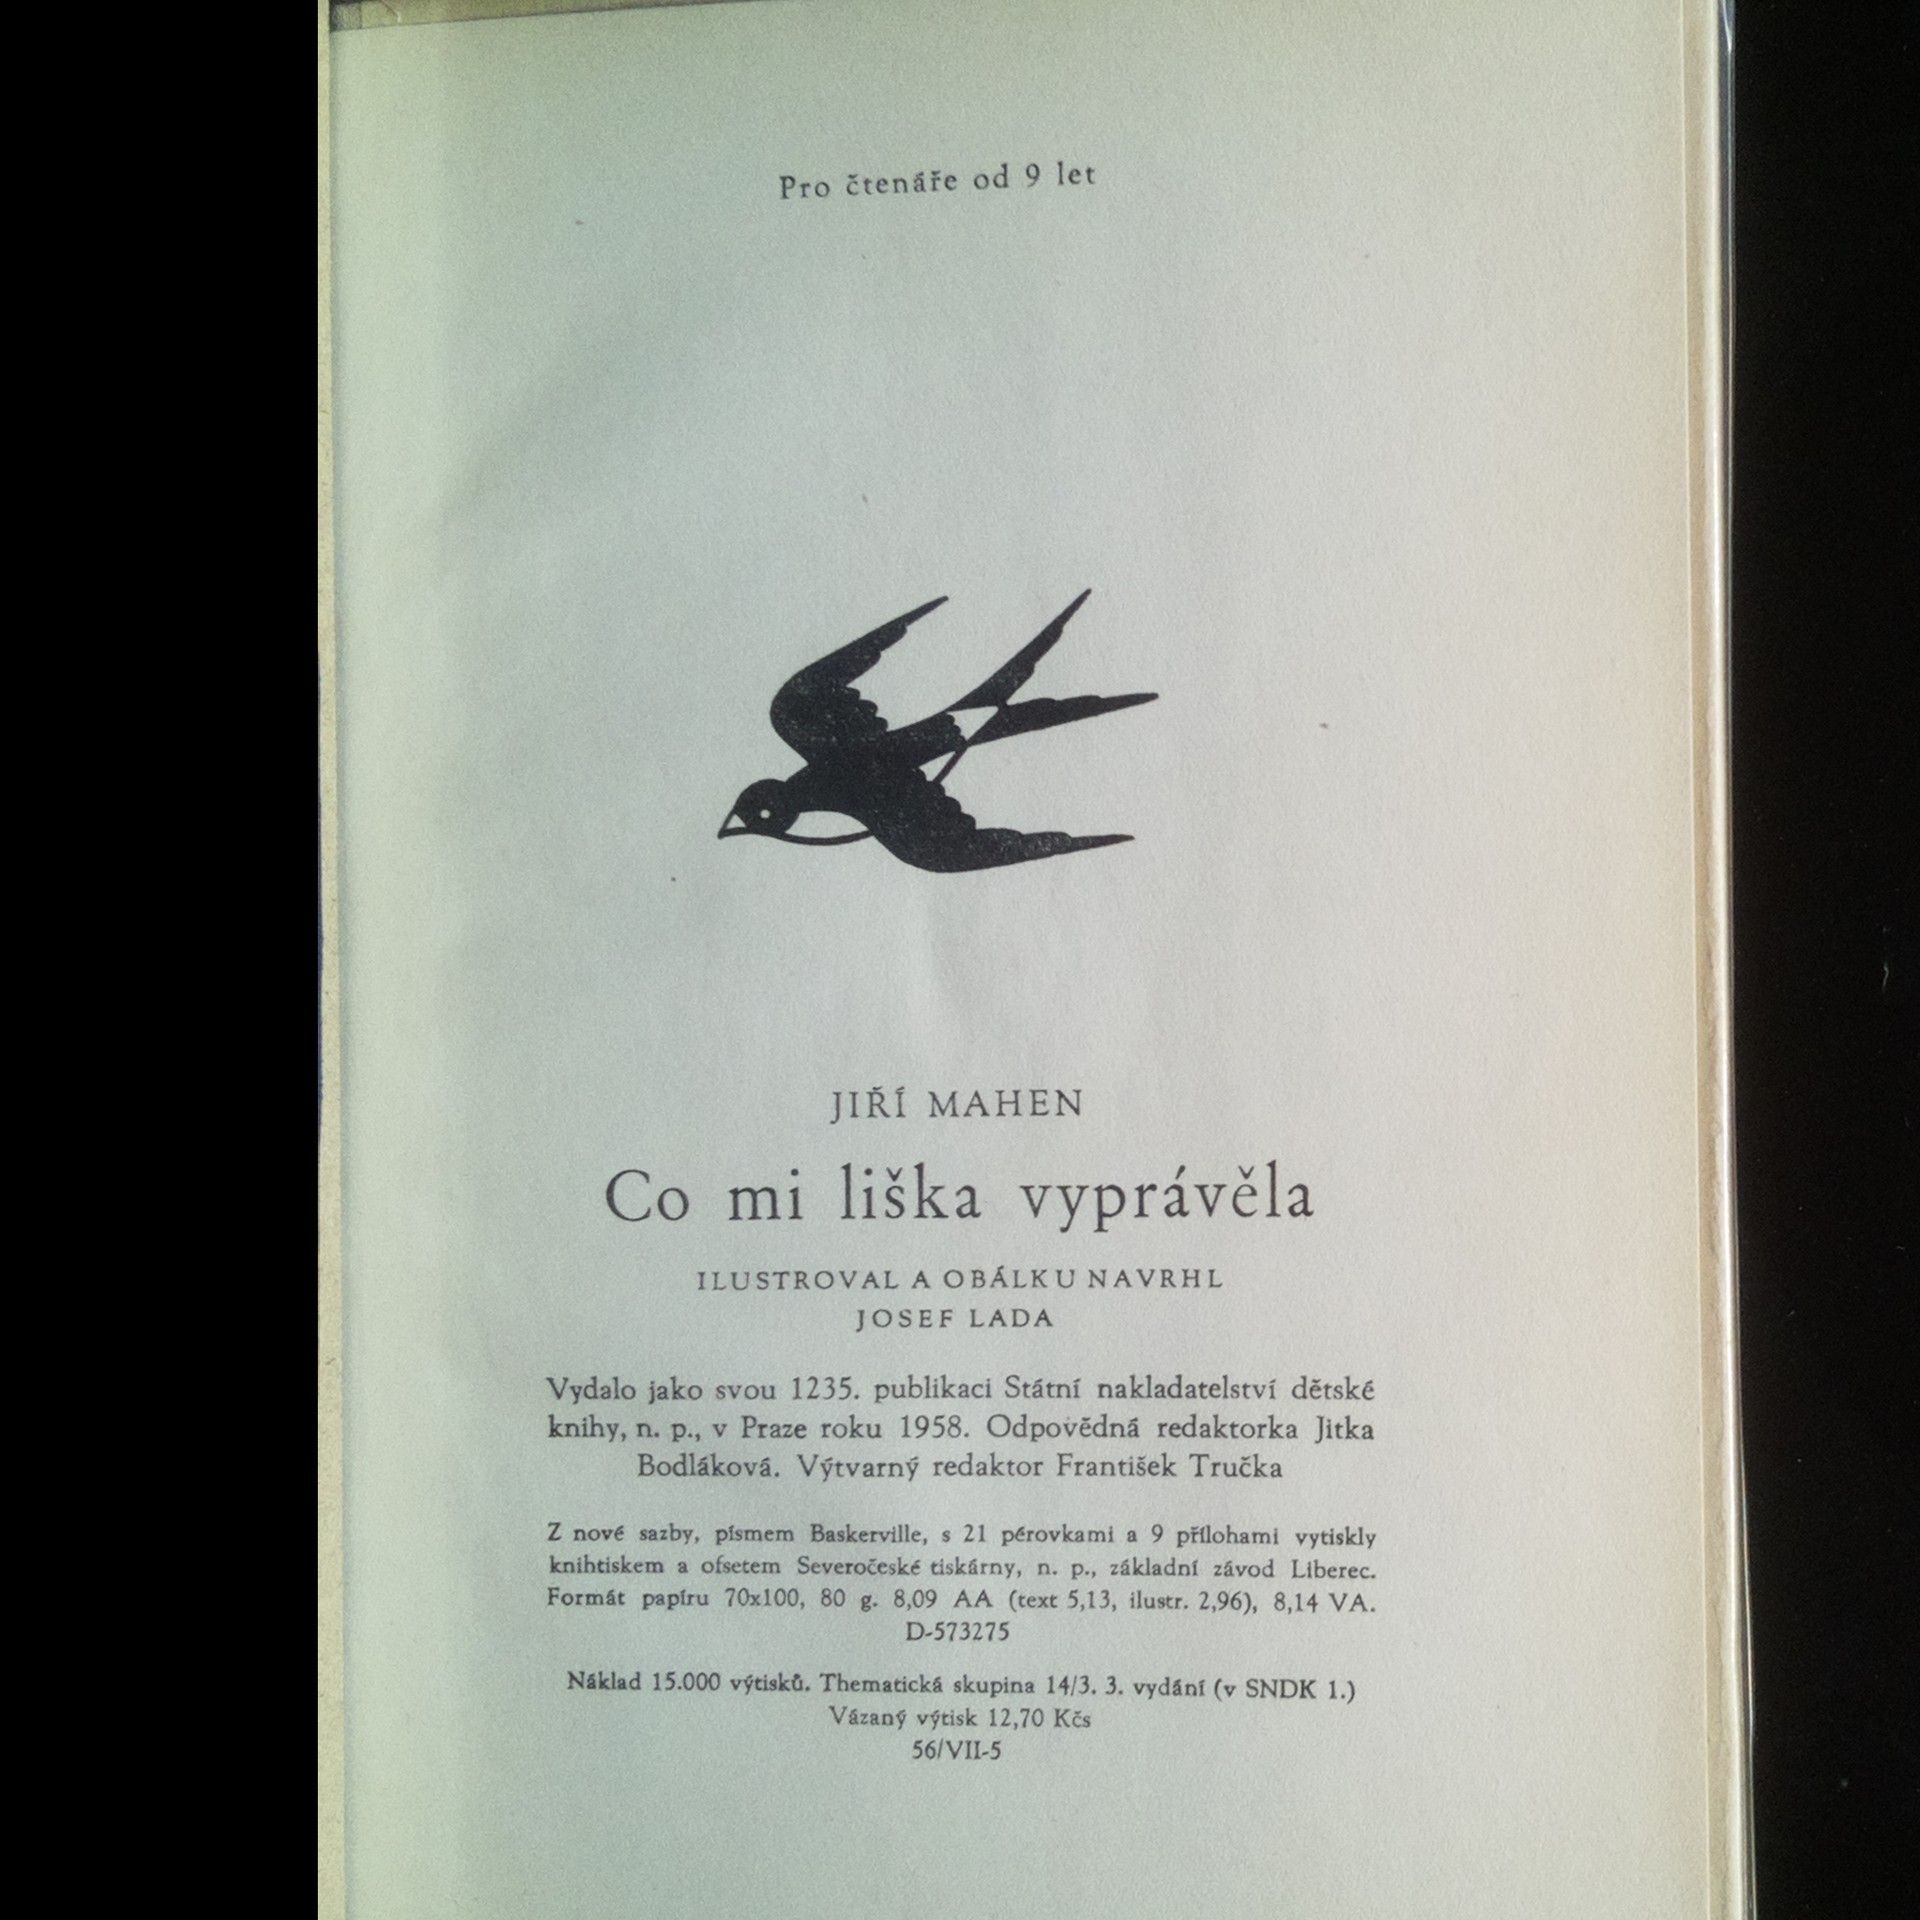 Pro čtenáře od 9 let
JIŘÍ MAHEN
Co mi liška vyprávěla
ILUSTROVAL A OBÁLKU NAVRHL
JOSEF LADA
Vydalo jako svou 1235. publikaci Státní nakladatelství dětské
knihy, n. p., v Praze roku 1958. Odpovědná redaktorka Jitka
Bodláková. Výtvarný redaktor František Tručka
Z nové sazby, písmem Baskerville, s 21 pérovkami a 9 přílohami vytiskly
knihtiskem a ofsetem Severočeské tiskárny, n. p., základní závod Liberec.
Formát papíru 70x100, 80 g. 8,09 AA (text 5,13, ilustr. 2,96), 8,14 VA.
D-573275
Náklad 15.000 výtisků. Thematická skupina 14/3. 3. vydání (v SNDK 1.)
Vázaný výtisk 12,70 Kčs
56/VII-5